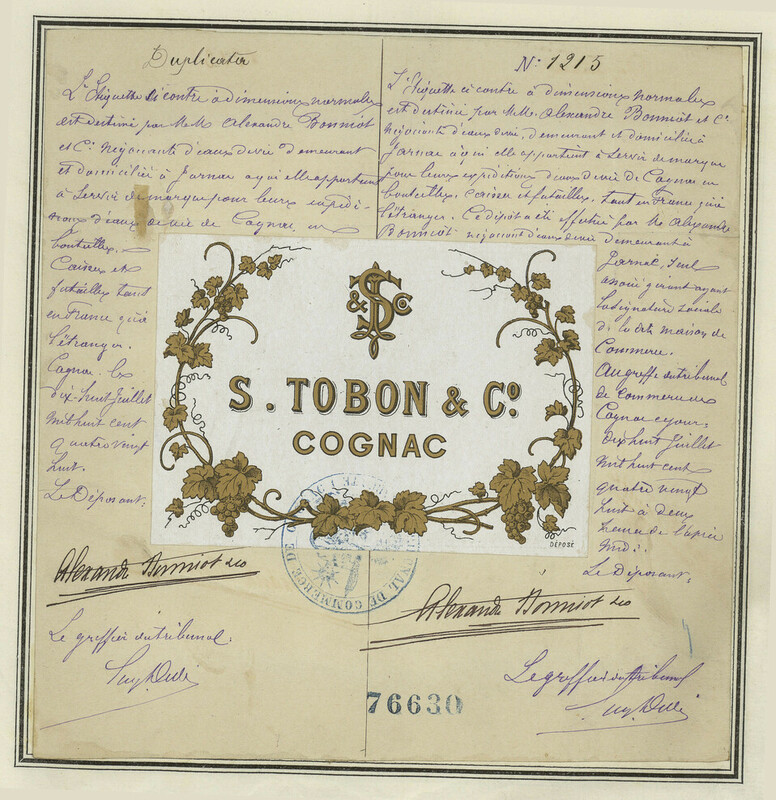 Duplicata
L'Etiquette ci contre à dimensions normales
est destiné par M M Alexandre Bonniot
et Cie négociants d'eaux de vie demeurant
et domiciliés à Jarnac a qui elle appartient
à servir de marque pour leurs expédi-
tions d'eaux de vie de Cognac en
bouteilles,
Caisses et
futailles tant
en France qu'à
l'étranger.
Cognac le
dix huit Juillet
mil huit cent
quatre vingt
huit.
Le Déposant:
Alexandre Bonniot & Co
Le greffier du tribunal:
N° 1215
L'Etiquette ci contre à dimensions normales
est destiné par M M. Alexandre Bonniot et Cie
négociants d'eaux de vie demeurant et domiciliés à
Jarnac à qui elle appartient à servir de marque
pour leurs expéditions d'eaux de vie de Cognac en
bouteilles, caisses et futailles, tant en France qu'à
l'étranger. Ce dépôt a été effectué par Mr Alexandre
Bonniot négociant d'eaux de vie demeurant à
Jarnac, seul
associé gérant ayant
la signature sociale
de la dite maison de
Commerce.
Au greffe du tribunal
de commerce de
Cognac ce jour,
dix huit Juillet
mil huit cent
quatre vingt
huit à deux
heures de l'après
midi.
Le Déposant:
Alexandre Bonniot & Co
Le greffier du tribunal
S & Co
S. TOBON & Co.
COGNAC
DÉPOSÉ
TRIBUNAL DE COMMERCE DE
76630